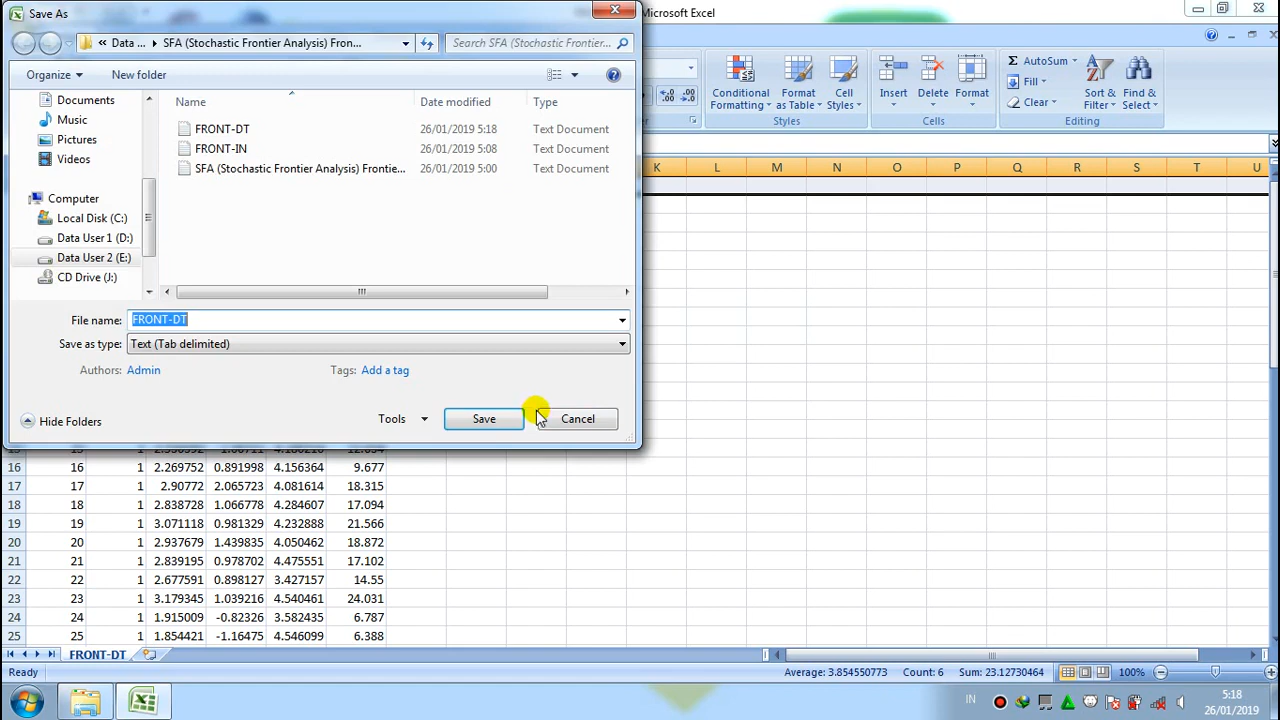 Save As
Microsoft Excel
« Data ... ▸ SFA (Stochastic Frontier Analysis) Fron...
Search SFA (Stochastic Frontier...
Organize
New folder
Documents
Music
Pictures
Videos
Computer
Local Disk (C:)
Data User 1 (D:)
Data User 2 (E:)
CD Drive (J:)
Name
Date modified
Type
FRONT-DT
26/01/2019 5:18
Text Document
FRONT-IN
26/01/2019 5:08
Text Document
SFA (Stochastic Frontier Analysis) Frontie...
26/01/2019 5:00
Text Document
File name:
FRONT-DT
Save as type:
Text (Tab delimited)
Authors:
Admin
Tags:
Add a tag
Hide Folders
Tools
Save
Cancel
Conditional
Formatting
Format
as Table
Cell
Styles
Styles
Insert
Delete
Format
Cells
AutoSum
Fill
Clear
Sort &
Filter
Find &
Select
Editing
K L M N O P Q R S T U
16 16 1 2.269752 0.891998 4.156364 9.677
17 17 1 2.90772 2.065723 4.081614 18.315
18 18 1 2.838728 1.066778 4.284607 17.094
19 19 1 3.071118 0.981329 4.232888 21.566
20 20 1 2.937679 1.439835 4.050462 18.872
21 21 1 2.839195 0.978702 4.475551 17.102
22 22 1 2.677591 0.898127 3.427157 14.55
23 23 1 3.179345 1.039216 4.540461 24.031
24 24 1 1.915009 -0.82326 3.582435 6.787
25 25 1 1.854421 -1.16475 4.546099 6.388
FRONT-DT
Ready
Average: 3.854550773
Count: 6
Sum: 23.12730464
100%
IN
5:18
26/01/2019